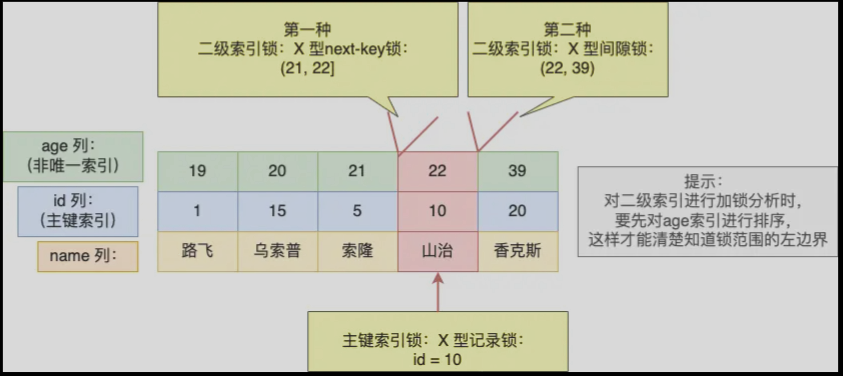 第一种
二级索引锁：X 型next-key锁：
(21, 22]
第二种
二级索引锁：X 型间隙锁：
(22, 39)
age 列：
(非唯一索引)
19 20 21 22 39
id 列：
(主键索引)
1 15 5 10 20
name 列：
路飞 乌索普 索隆 山治 香克斯
提示：
对二级索引进行加锁分析时，
要先对age索引进行排序，
这样才能清楚知道锁范围的左边界
主键索引锁：X 型记录锁：
id = 10